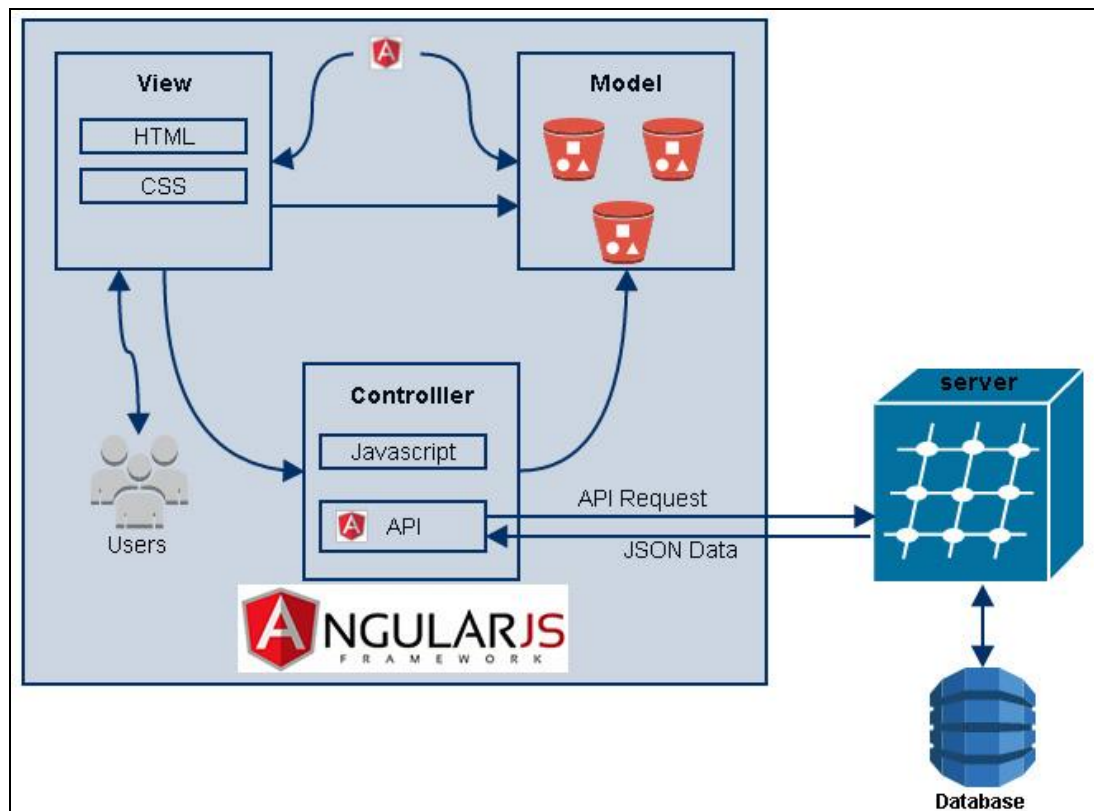 View
HTML
CSS
Model
Controlller
Javascript
API
API Request
JSON Data
Users
server
Database
ANGULARJS
FRAMEWORK